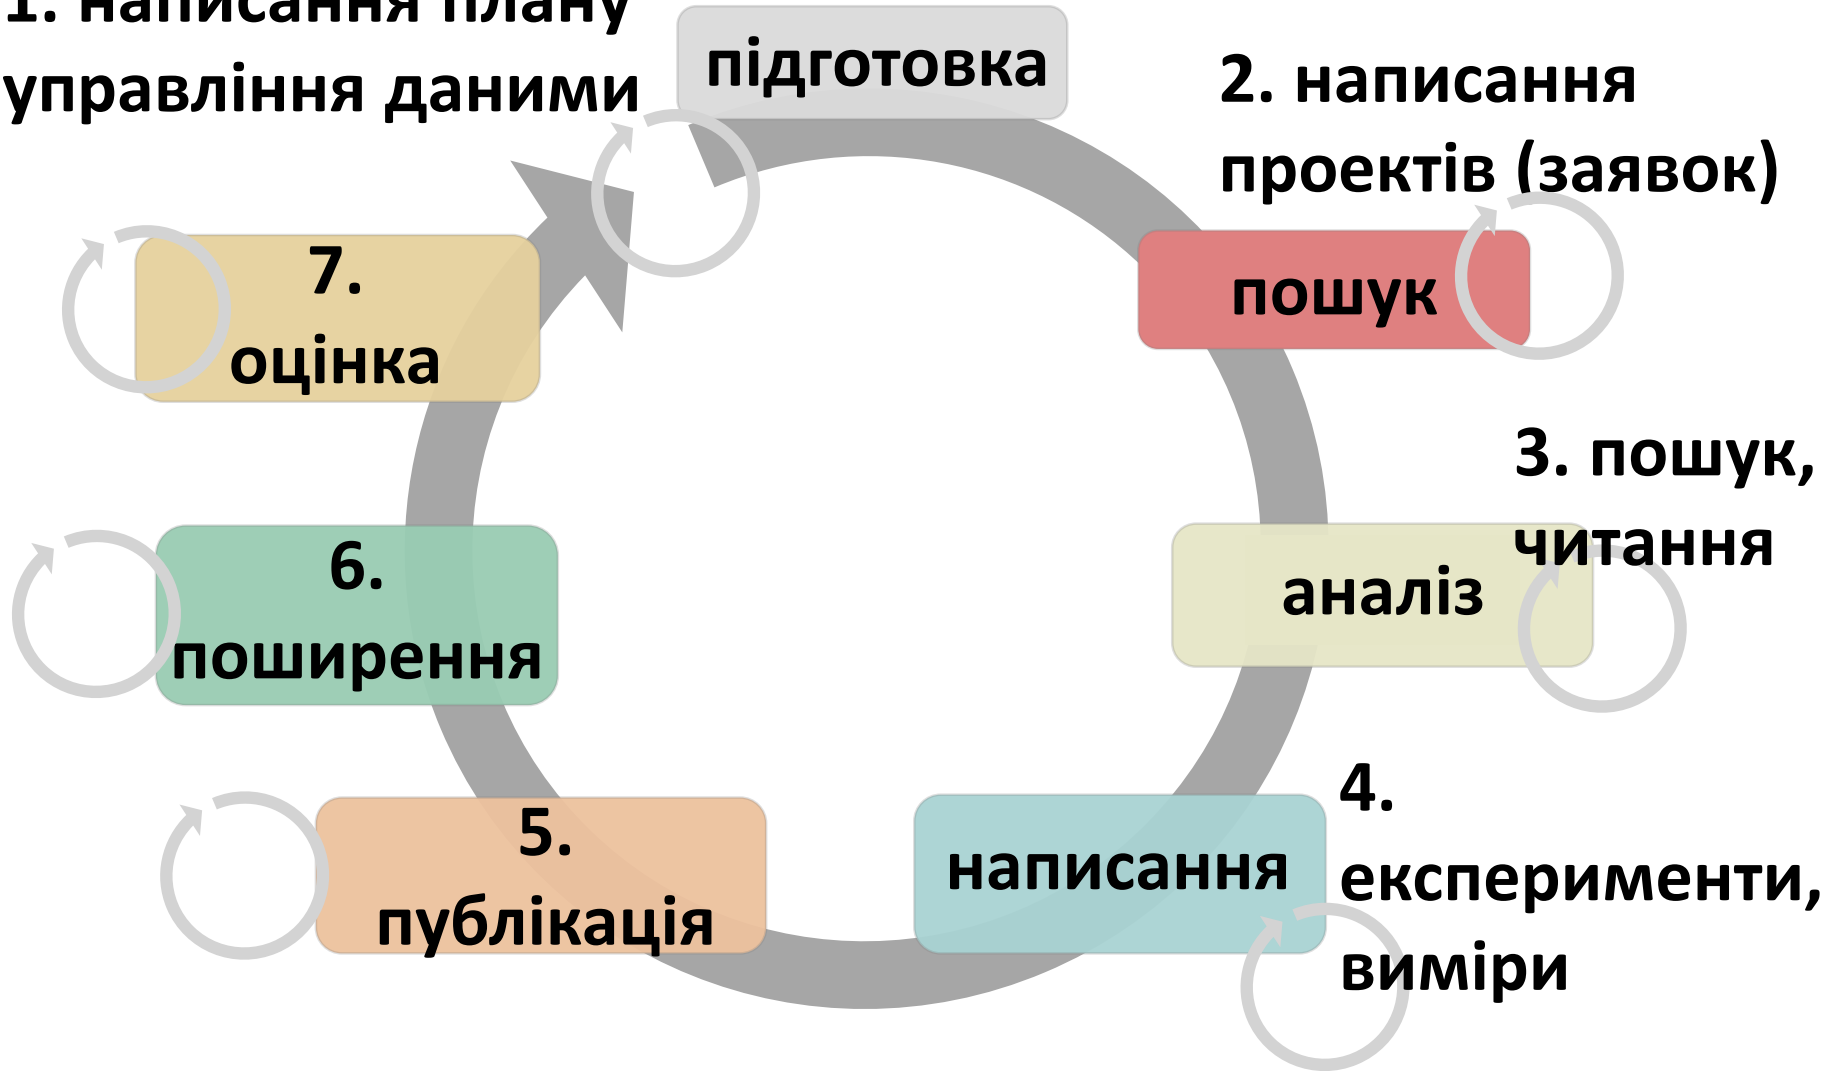 1. написання плану
управління даними
підготовка
2. написання
проектів (заявок)
пошук
3. пошук,
читання
аналіз
4.
експерименти,
виміри
написання
5.
публікація
6.
поширення
7.
оцінка